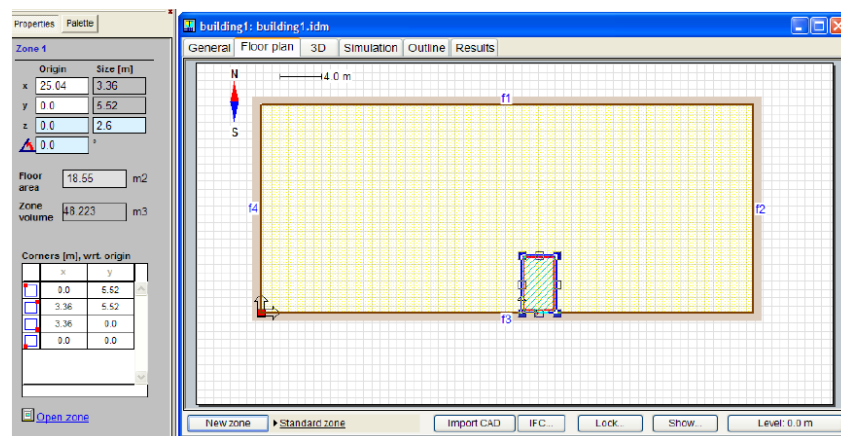 Properties Palette
Zone 1
Origin Size [m]
x 25.04 3.36
y 0.0 5.52
z 0.0 2.6
0.0 °
Floor area 18.55 m2
Zone volume 48.223 m3
Corners [m], wrt. origin
x y
0.0 5.52
3.36 5.52
3.36 0.0
0.0 0.0
Open zone
building1: building1.idm
General Floor plan 3D Simulation Outline Results
N
4.0 m
S
f1
f4
f2
f3
New zone Standard zone Import CAD IFC... Lock... Show... Level: 0.0 m